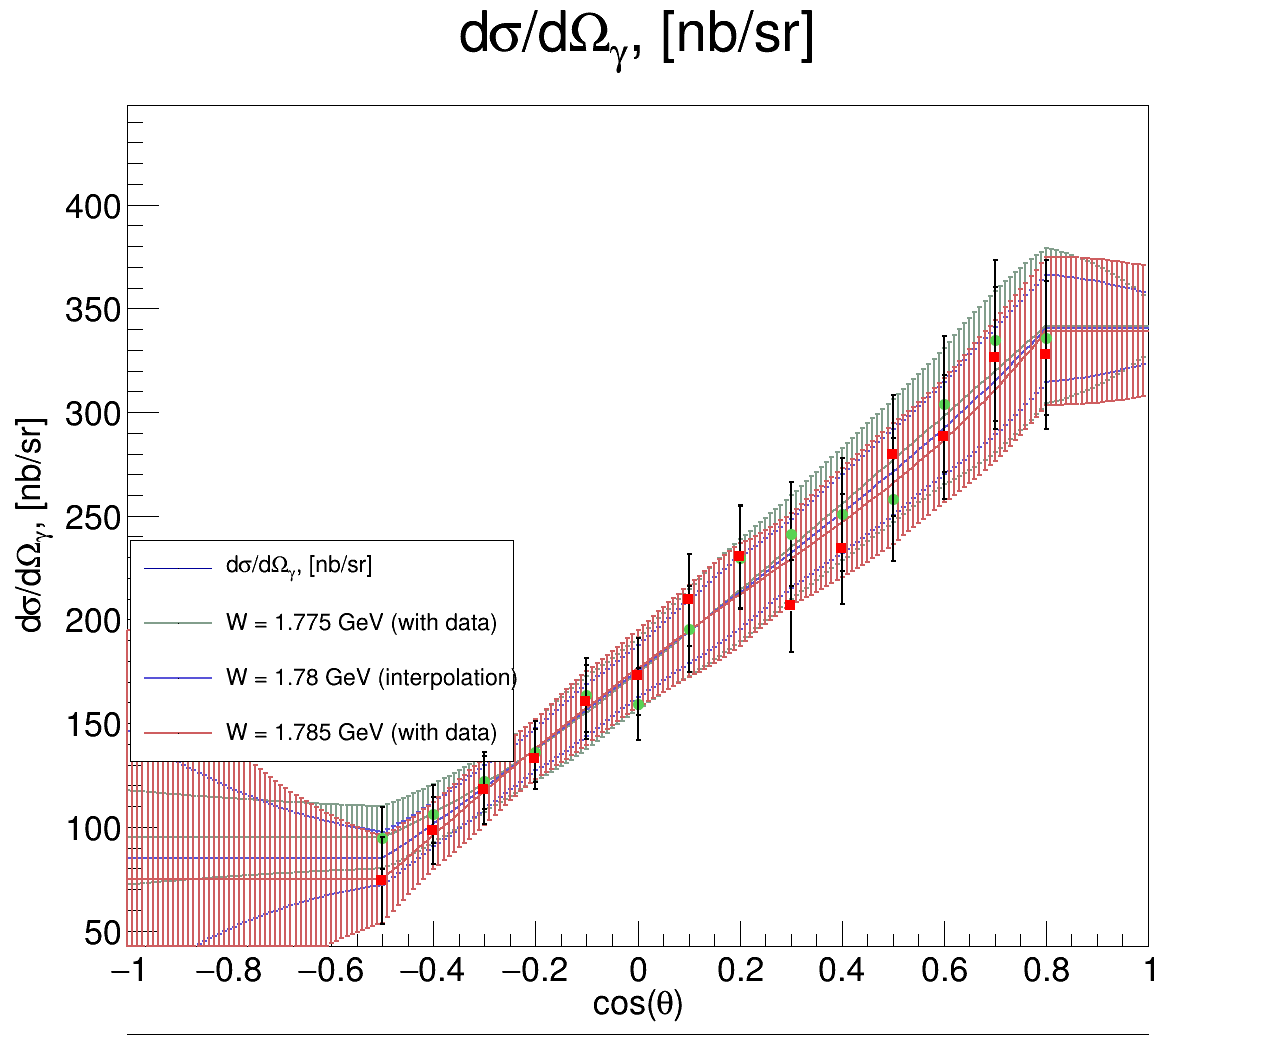 dσ/dΩγ, [nb/sr]
400
350
300
250
200
150
100
50
dσ/dΩγ, [nb/sr]
dσ/dΩγ, [nb/sr]
W = 1.775 GeV (with data)
W = 1.78 GeV (interpolation)
W = 1.785 GeV (with data)
−1 −0.8 −0.6 −0.4 −0.2 0 0.2 0.4 0.6 0.8 1
cos(θ)